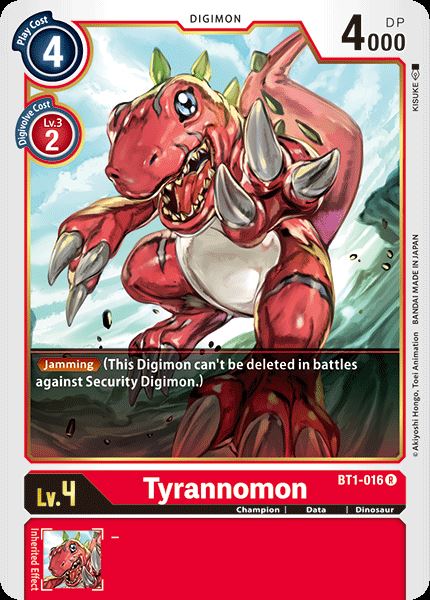 Play Cost
4
DIGIMON
4000
DP
Digivolve Cost
Lv.3
2
KISUKE
© Akiyoshi Hongo, Toei Animation BANDAI MADE IN JAPAN
Jamming (This Digimon can't be deleted in battles
against Security Digimon.)
Lv.4
Tyrannomon
BT1-016 R
Champion | Data | Dinosaur
Inherited Effect
-